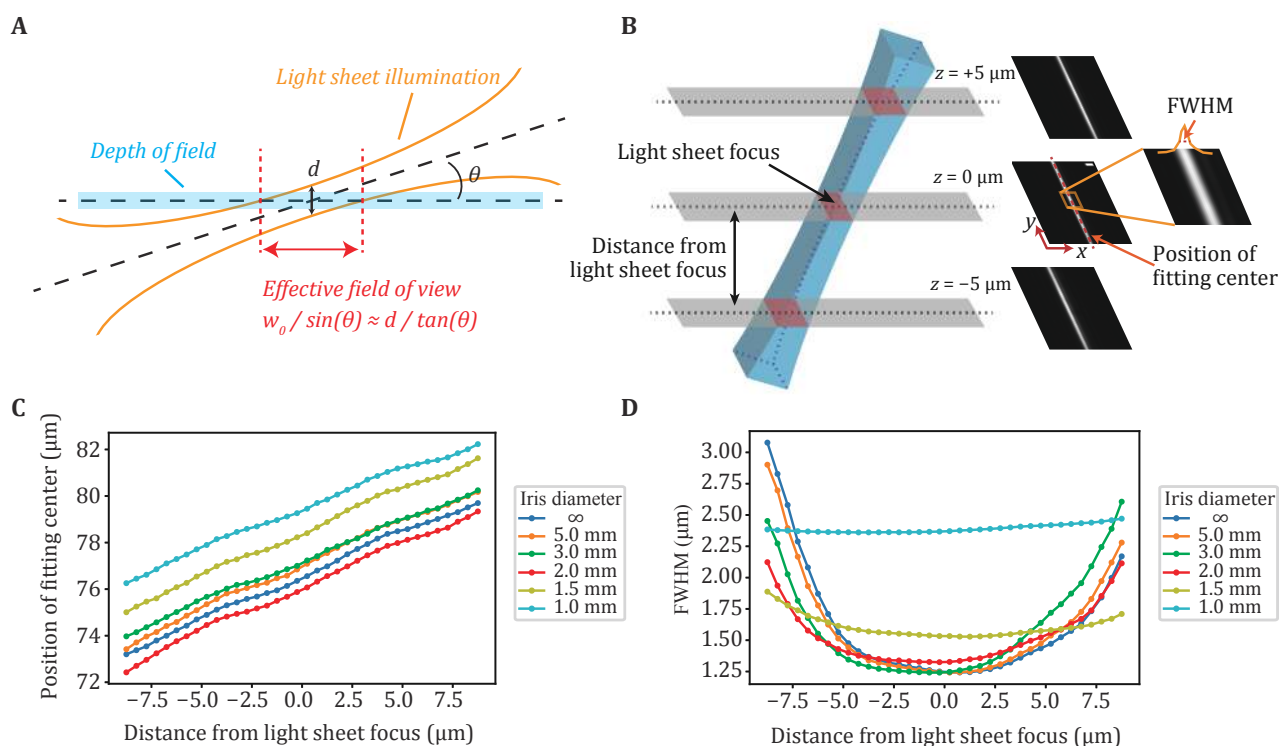 A
Light sheet illumination
Depth of field
d
θ
Effective field of view
w₀ / sin(θ) ≈ d / tan(θ)
B
z = +5 μm
FWHM
Light sheet focus
z = 0 μm
Distance from
light sheet focus
y
x
Position of
fitting center
z = −5 μm
C
Position of fitting center (μm)
82
80
78
76
74
72
−7.5
−5.0
−2.5
0.0
2.5
5.0
7.5
Distance from light sheet focus (μm)
Iris diameter
∞
5.0 mm
3.0 mm
2.0 mm
1.5 mm
1.0 mm
D
FWHM (μm)
3.00
2.75
2.50
2.25
2.00
1.75
1.50
1.25
−7.5
−5.0
−2.5
0.0
2.5
5.0
7.5
Distance from light sheet focus (μm)
Iris diameter
∞
5.0 mm
3.0 mm
2.0 mm
1.5 mm
1.0 mm